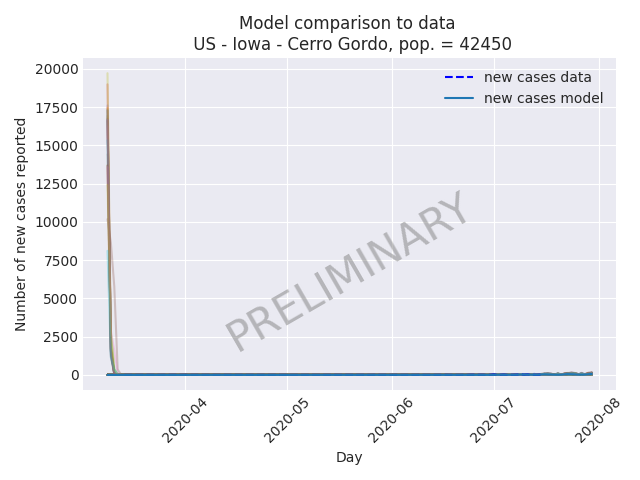 Model comparison to data
US - Iowa - Cerro Gordo, pop. = 42450
new cases data
new cases model
Number of new cases reported
20000
17500
15000
12500
10000
7500
5000
2500
0
PRELIMINARY
2020-04
2020-05
2020-06
2020-07
2020-08
Day